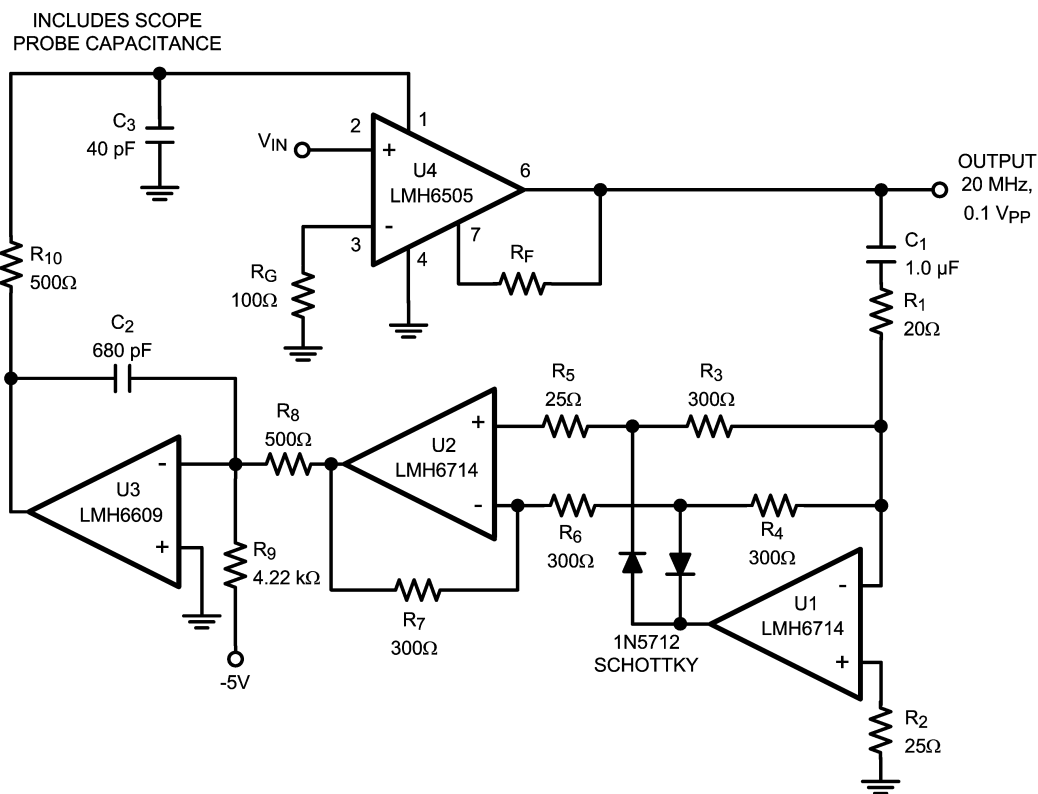 INCLUDES SCOPE
PROBE CAPACITANCE
C3
40 pF
VIN
2
+
1
U4
LMH6505
6
-
3
7
4
RF
RG
100Ω
OUTPUT
20 MHz,
0.1 VPP
C1
1.0 µF
R1
20Ω
R10
500Ω
C2
680 pF
R8
500Ω
R5
25Ω
R3
300Ω
+
U2
LMH6714
-
R6
300Ω
R4
300Ω
-
U3
LMH6609
+
R9
4.22 kΩ
-5V
R7
300Ω
1N5712
SCHOTTKY
-
U1
LMH6714
+
R2
25Ω